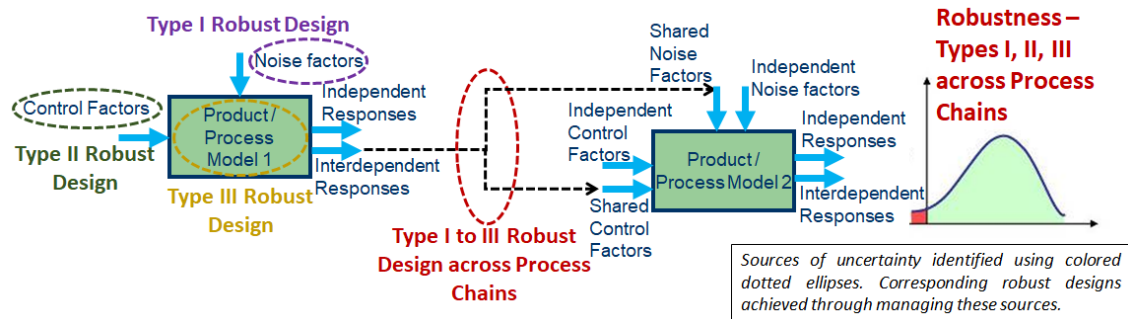 Type I Robust Design
Noise factors
Control Factors
Type II Robust
Design
Product /
Process
Model 1
Type III Robust
Design
Independent
Responses
Interdependent
Responses
Type I to III Robust
Design across Process
Chains
Shared
Noise
Factors
Independent
Noise factors
Independent
Control
Factors
Shared
Control
Factors
Product /
Process Model 2
Independent
Responses
Interdependent
Responses
Robustness –
Types I, II, III
across Process
Chains
Sources of uncertainty identified using colored
dotted ellipses. Corresponding robust designs
achieved through managing these sources.